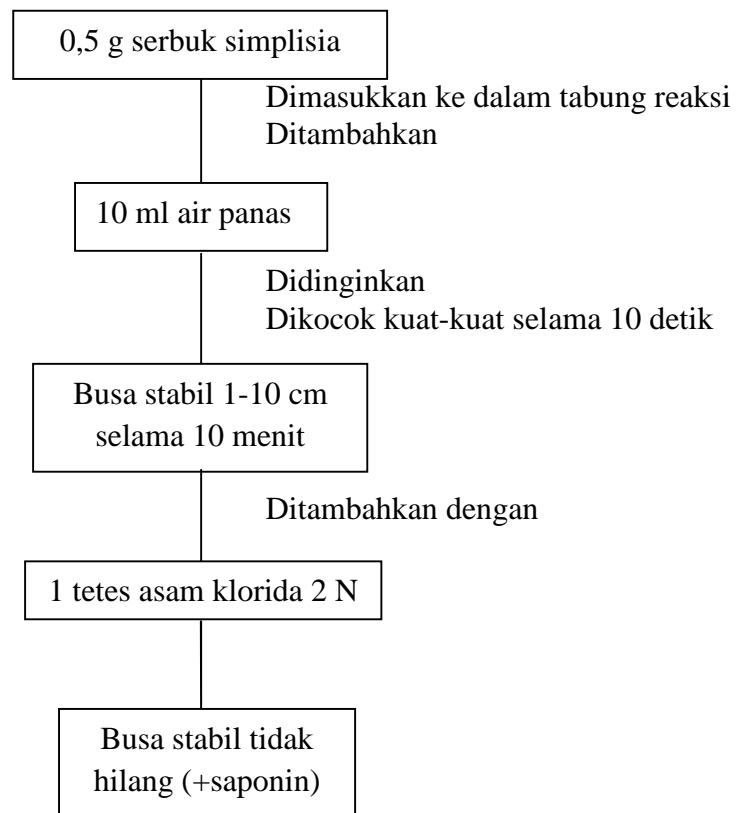 0,5 g serbuk simplisia
Dimasukkan ke dalam tabung reaksi
Ditambahkan
10 ml air panas
Didinginkan
Dikocok kuat-kuat selama 10 detik
Busa stabil 1-10 cm
selama 10 menit
Ditambahkan dengan
1 tetes asam klorida 2 N
Busa stabil tidak
hilang (+saponin)